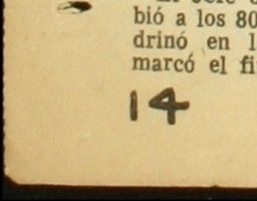 bió a los 80
drinó en l
marcó el fi
14